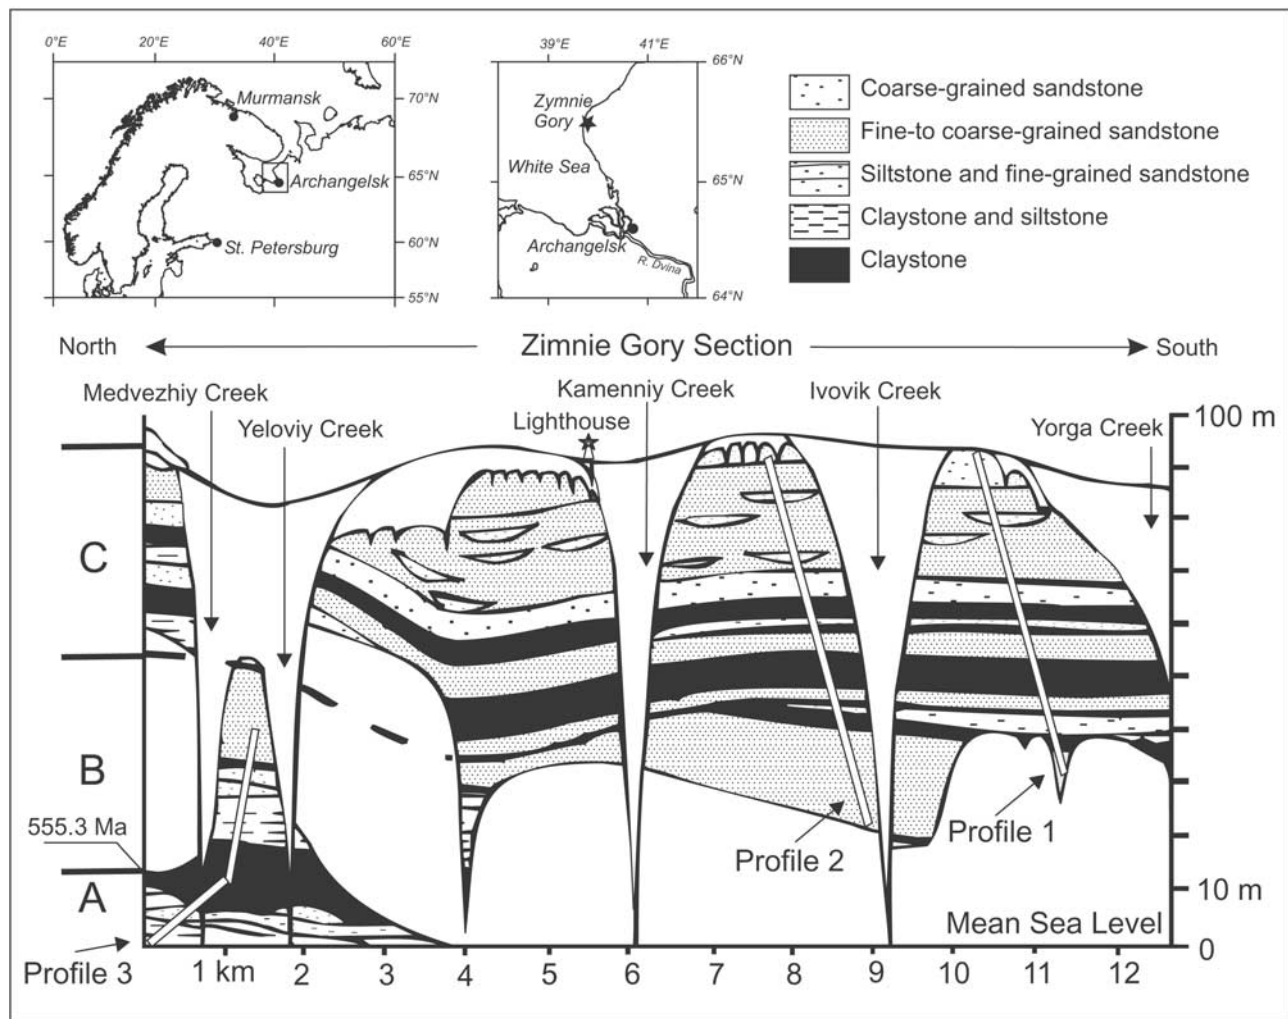 0°E 20°E 40°E 60°E
Murmansk
Archangelsk
St. Petersburg
70°N
65°N
60°N
55°N
39°E 41°E
66°N
Zymnie
Gory
White Sea
65°N
Archangelsk
R. Dvina
64°N
Coarse-grained sandstone
Fine-to coarse-grained sandstone
Siltstone and fine-grained sandstone
Claystone and siltstone
Claystone
North Zimnie Gory Section South
Medvezhiy Creek
Yeloviy Creek
Lighthouse
Kamenniy Creek
Ivovik Creek
Yorga Creek
100 m
C
B
555.3 Ma
A
Profile 3
Profile 2
Profile 1
10 m
Mean Sea Level
0
1 km 2 3 4 5 6 7 8 9 10 11 12